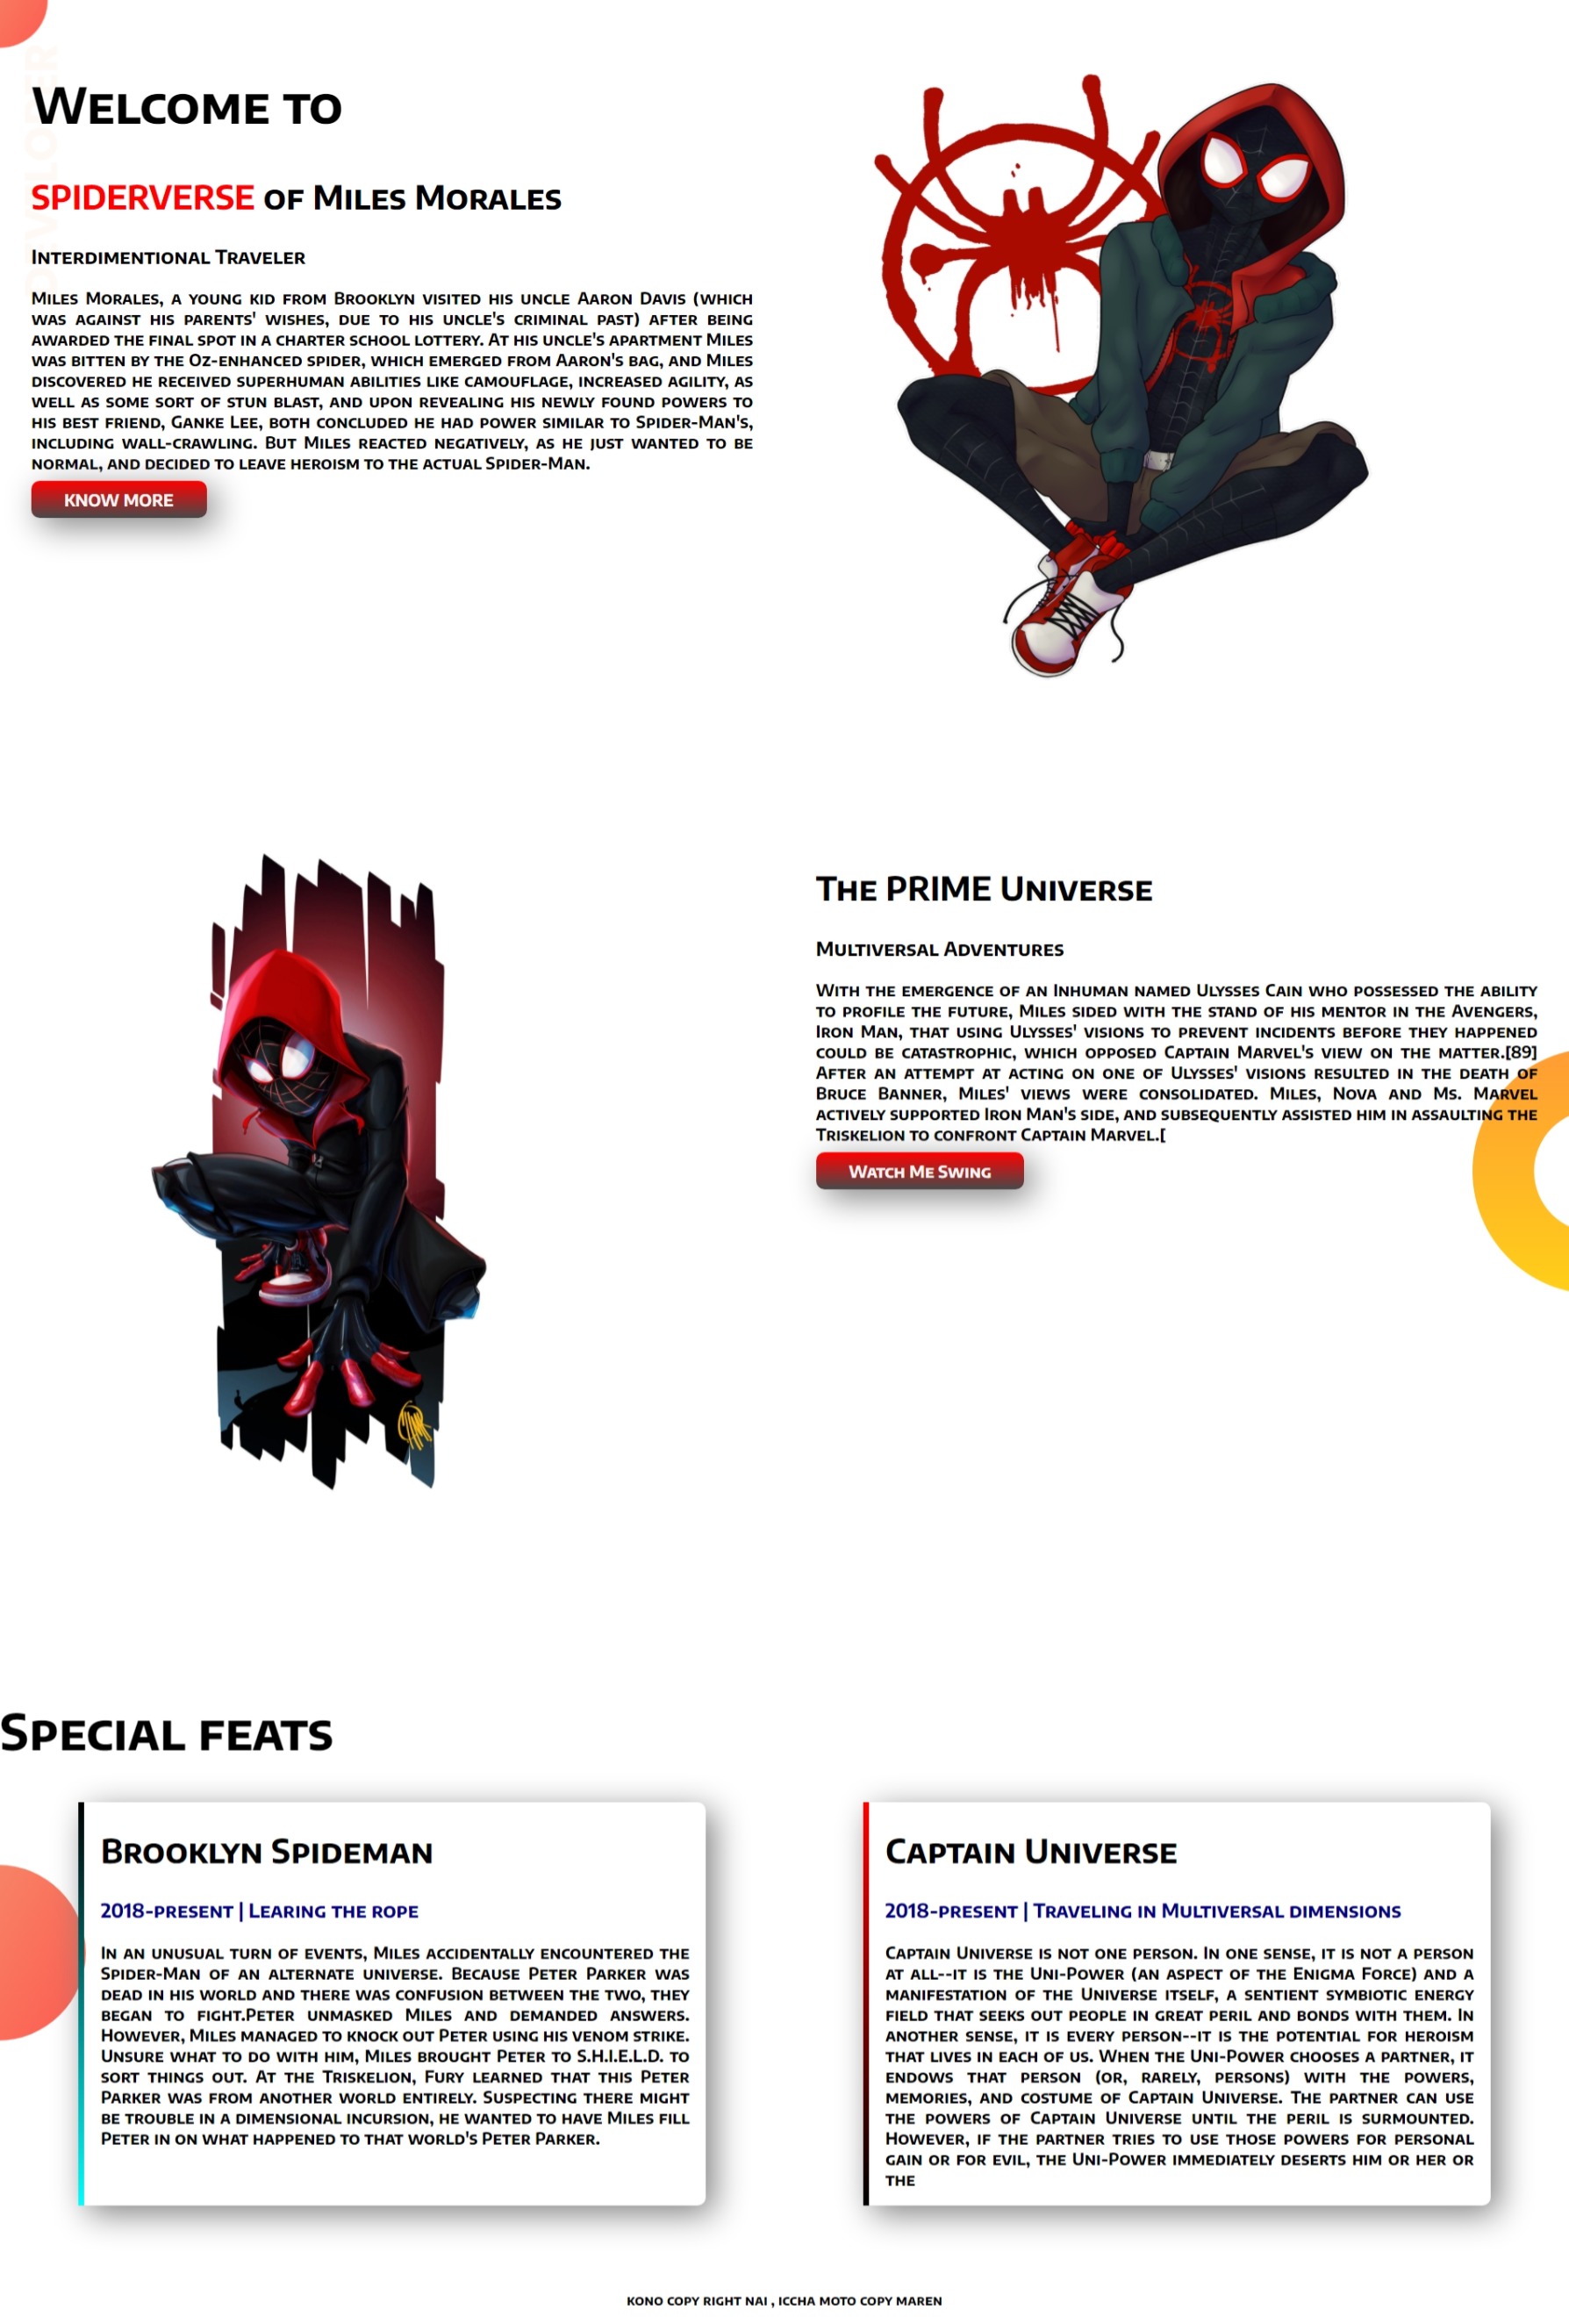 DEVELOPER
Welcome to
SPIDERVERSE of Miles Morales
Interdimentional Traveler
Miles Morales, a young kid from Brooklyn visited his uncle Aaron Davis (which
was against his parents' wishes, due to his uncle's criminal past) after being
awarded the final spot in a charter school lottery. At his uncle's apartment Miles
was bitten by the Oz-enhanced spider, which emerged from Aaron's bag, and Miles
discovered he received superhuman abilities like camouflage, increased agility, as
well as some sort of stun blast, and upon revealing his newly found powers to
his best friend, Ganke Lee, both concluded he had power similar to Spider-Man's,
including wall-crawling. But Miles reacted negatively, as he just wanted to be
normal, and decided to leave heroism to the actual Spider-Man.
KNOW MORE
The PRIME Universe
Multiversal Adventures
With the emergence of an Inhuman named Ulysses Cain who possessed the ability
to profile the future, Miles sided with the stand of his mentor in the Avengers,
Iron Man, that using Ulysses' visions to prevent incidents before they happened
could be catastrophic, which opposed Captain Marvel's view on the matter.[89]
After an attempt at acting on one of Ulysses' visions resulted in the death of
Bruce Banner, Miles' views were consolidated. Miles, Nova and Ms. Marvel
actively supported Iron Man's side, and subsequently assisted him in assaulting the
Triskelion to confront Captain Marvel.[
Watch Me Swing
Special feats
Brooklyn Spideman
2018-present | Learing the rope
In an unusual turn of events, Miles accidentally encountered the
Spider-Man of an alternate universe. Because Peter Parker was
dead in his world and there was confusion between the two, they
began to fight.Peter unmasked Miles and demanded answers.
However, Miles managed to knock out Peter using his venom strike.
Unsure what to do with him, Miles brought Peter to S.H.I.E.L.D. to
sort things out. At the Triskelion, Fury learned that this Peter
Parker was from another world entirely. Suspecting there might
be trouble in a dimensional incursion, he wanted to have Miles fill
Peter in on what happened to that world's Peter Parker.
Captain Universe
2018-present | Traveling in Multiversal dimensions
Captain Universe is not one person. In one sense, it is not a person
at all--it is the Uni-Power (an aspect of the Enigma Force) and a
manifestation of the Universe itself, a sentient symbiotic energy
field that seeks out people in great peril and bonds with them. In
another sense, it is every person--it is the potential for heroism
that lives in each of us. When the Uni-Power chooses a partner, it
endows that person (or, rarely, persons) with the powers,
memories, and costume of Captain Universe. The partner can use
the powers of Captain Universe until the peril is surmounted.
However, if the partner tries to use those powers for personal
gain or for evil, the Uni-Power immediately deserts him or her or
the
kono copy right nai , iccha moto copy maren